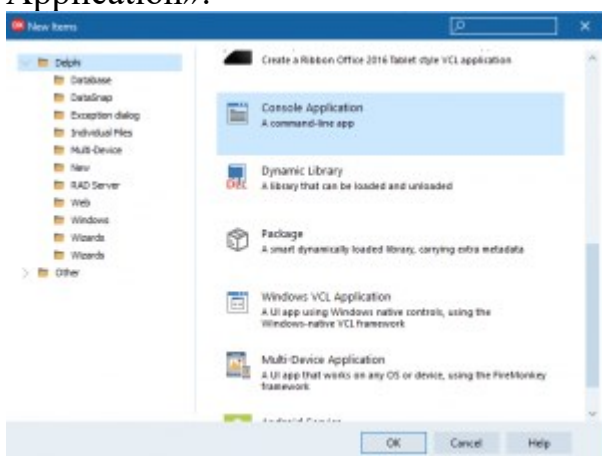 Application».
New Items
Delphi
Database
DataSnap
Exception dialog
Individual Files
Multi-Device
New
RAD Server
Web
Windows
Wizards
Wizards
Other
Create a Ribbon Office 2016 Tablet style VCL application
Console Application
A command-line app
Dynamic Library
A library that can be loaded and unloaded
Package
A smart dynamically loaded library, carrying extra metadata
Windows VCL Application
A UI app using Windows native controls, using the
Windows-native VCL framework
Multi-Device Application
A UI app that works on any OS or device, using the FireMonkey
framework
Android Service
OK
Cancel
Help